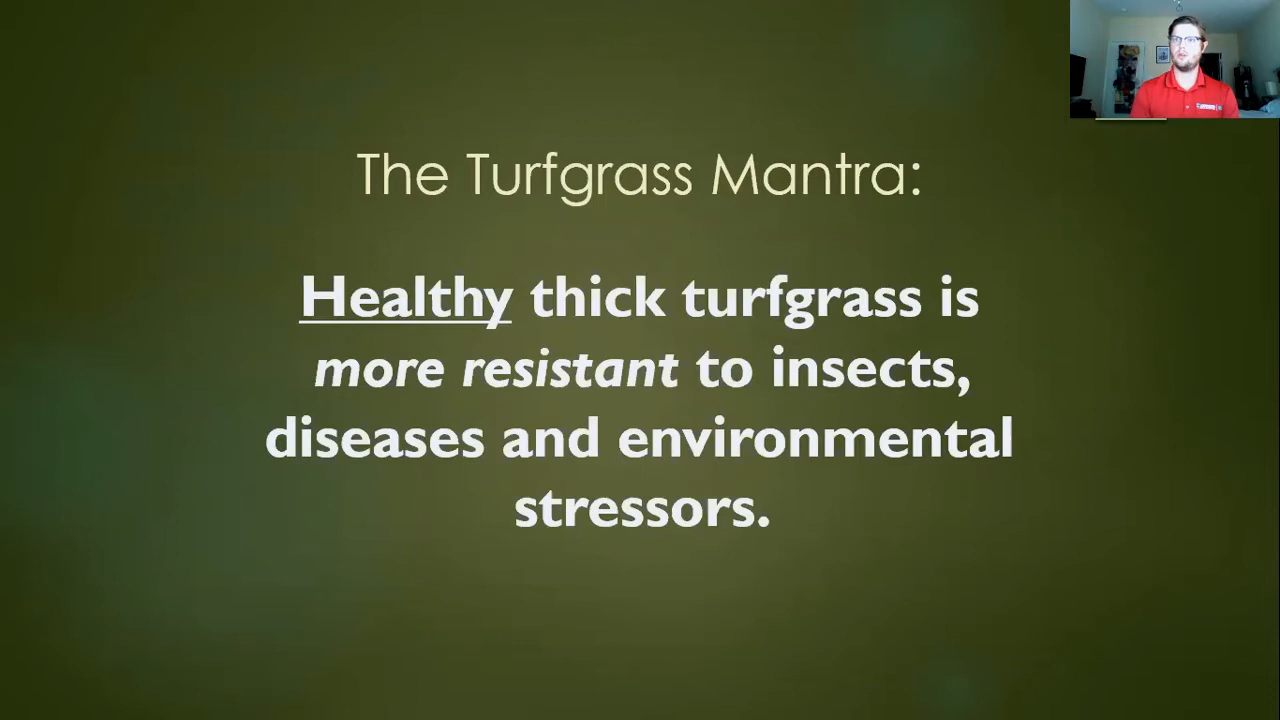 The Turfgrass Mantra:
Healthy thick turfgrass is
more resistant to insects,
diseases and environmental
stressors.